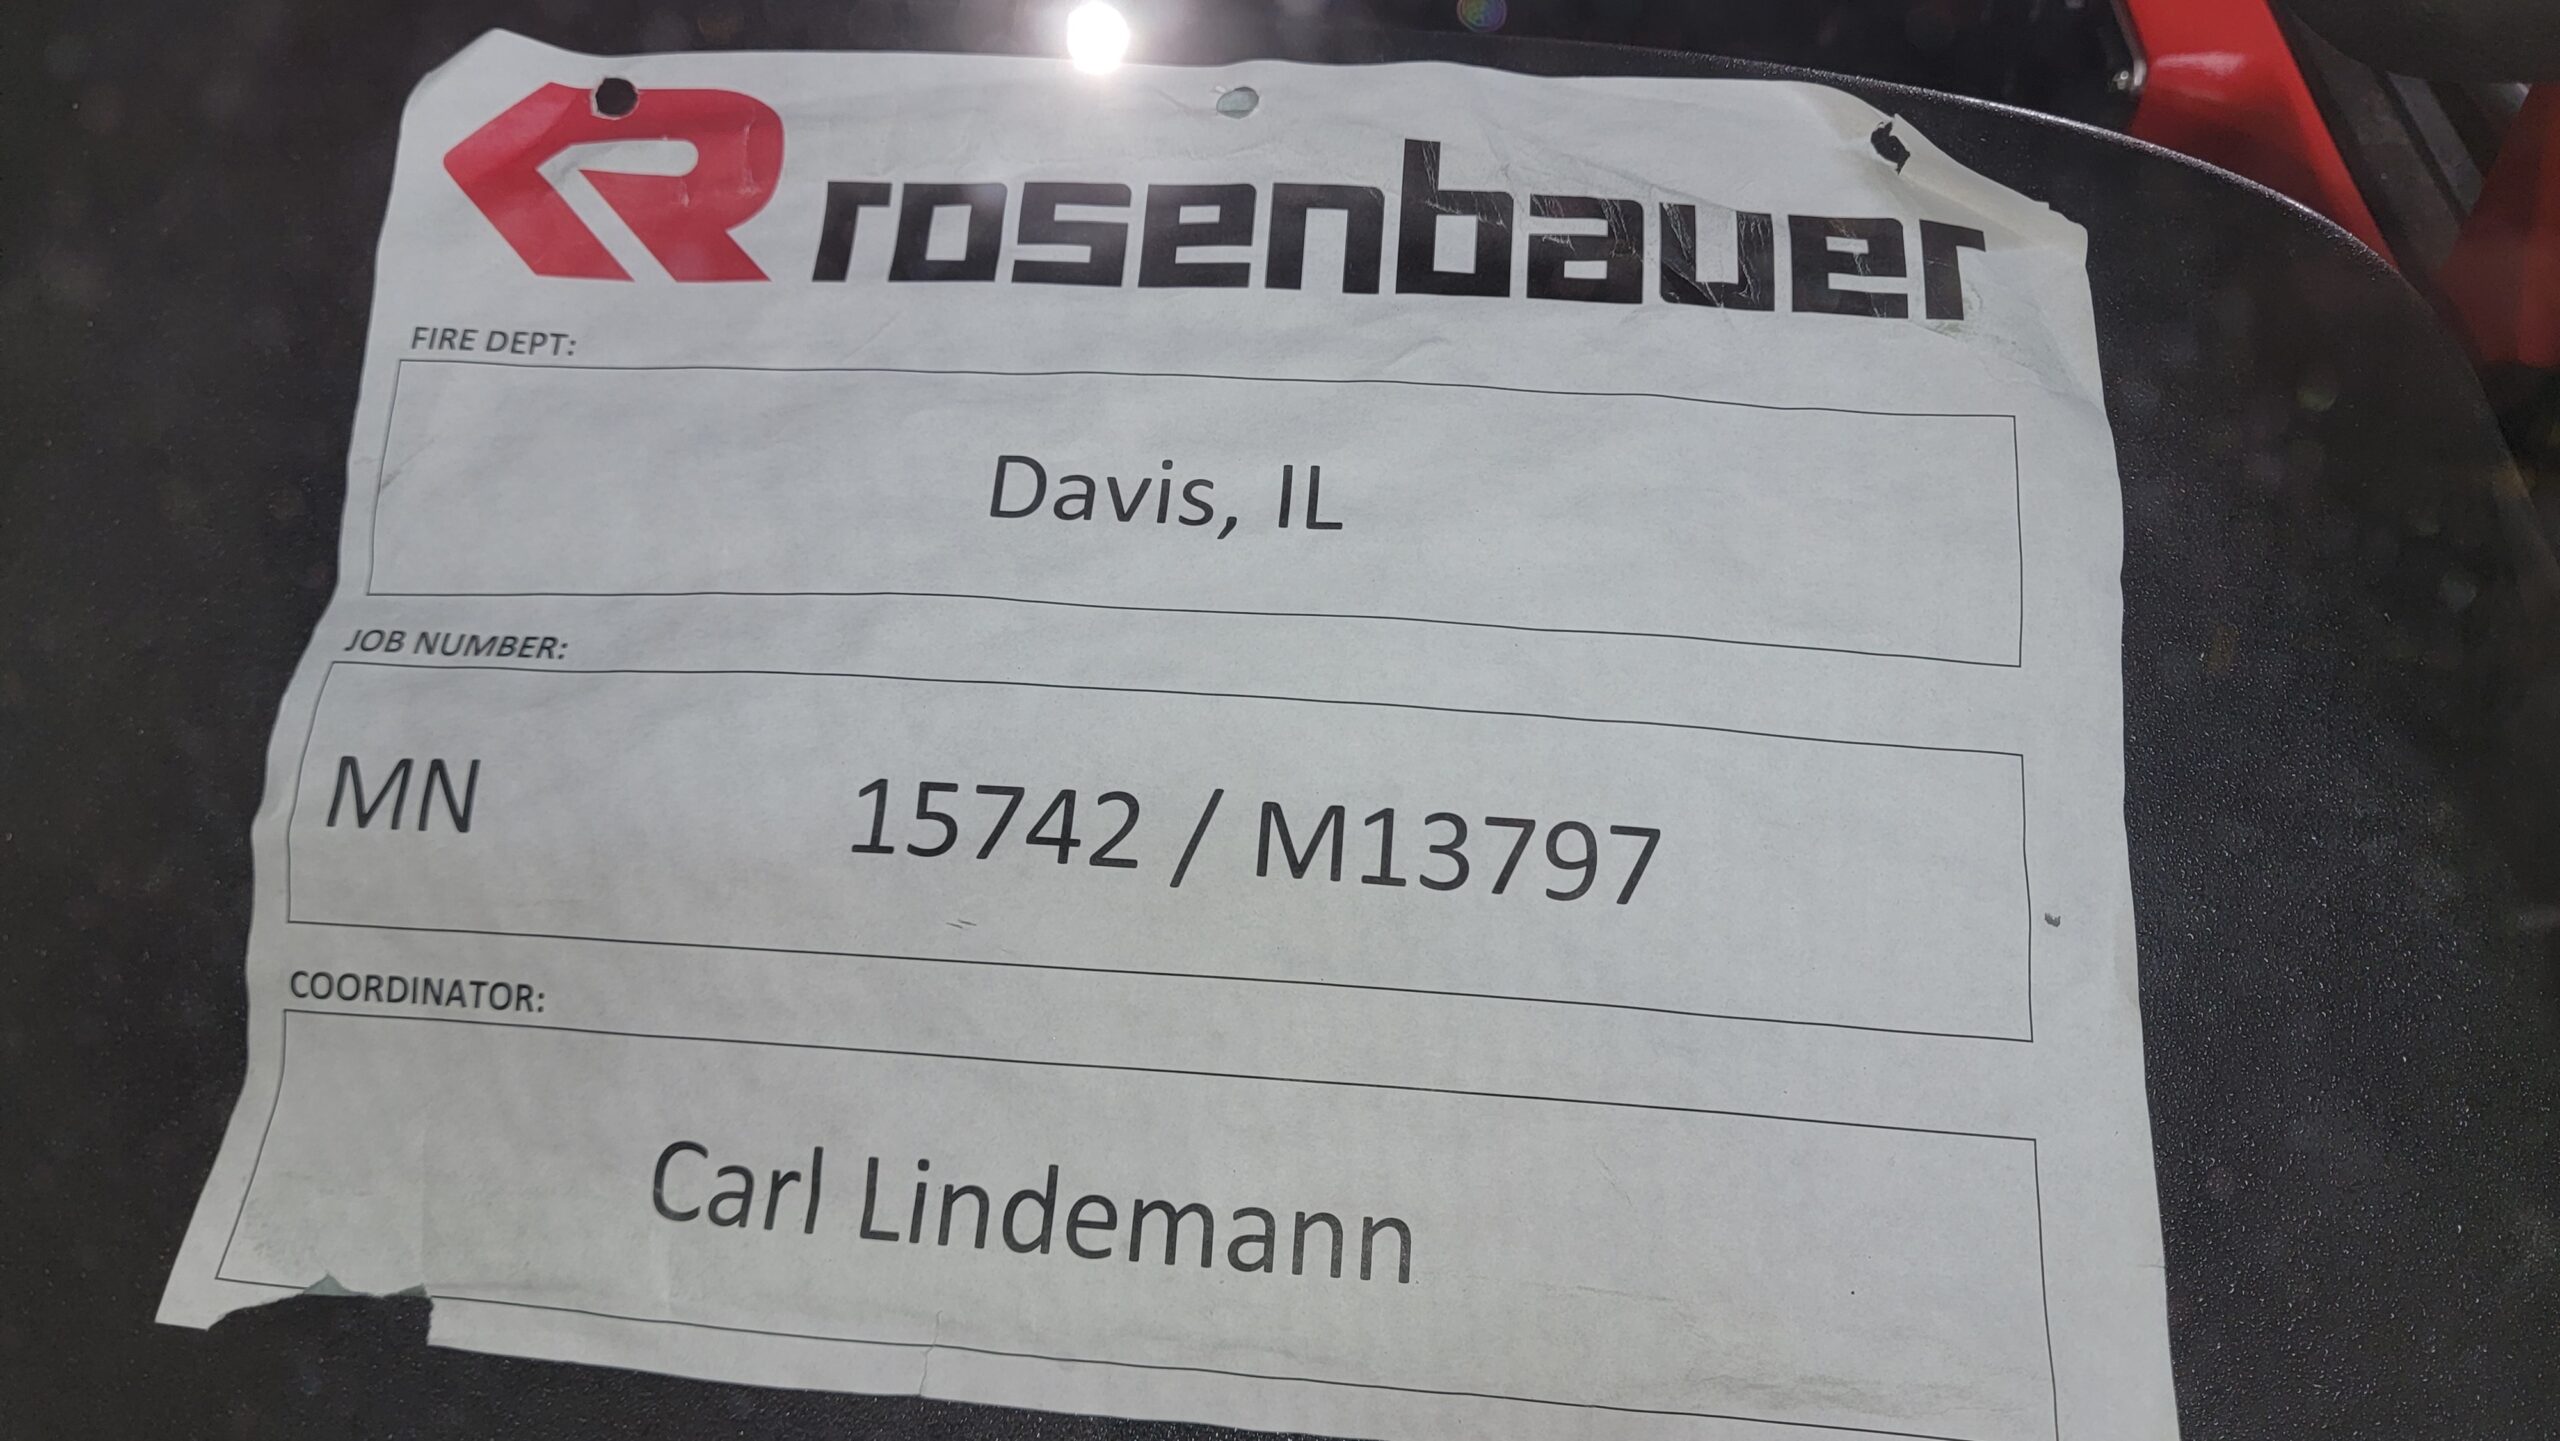 rosenbauer
FIRE DEPT:
Davis, IL
JOB NUMBER:
MN 15742 / M13797
COORDINATOR:
Carl Lindemann